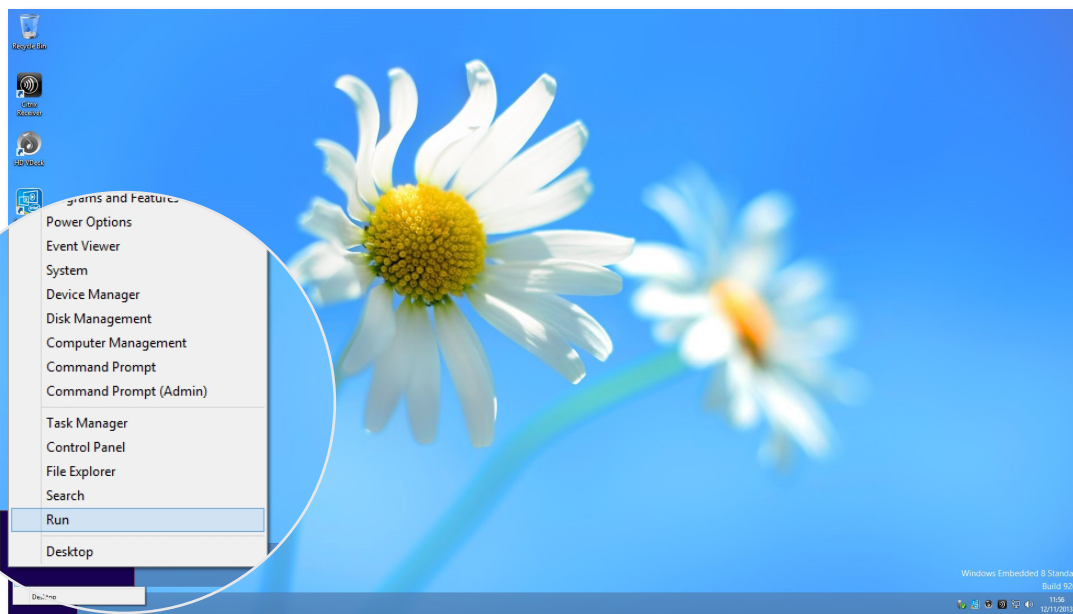 Recycle Bin
Citrix
Receiver
HD VDeck
Programs and Features
Power Options
Event Viewer
System
Device Manager
Disk Management
Computer Management
Command Prompt
Command Prompt (Admin)
Task Manager
Control Panel
File Explorer
Search
Run
Desktop
Desktop
Windows Embedded 8 Standa
Build 92
11:56
12/11/2013